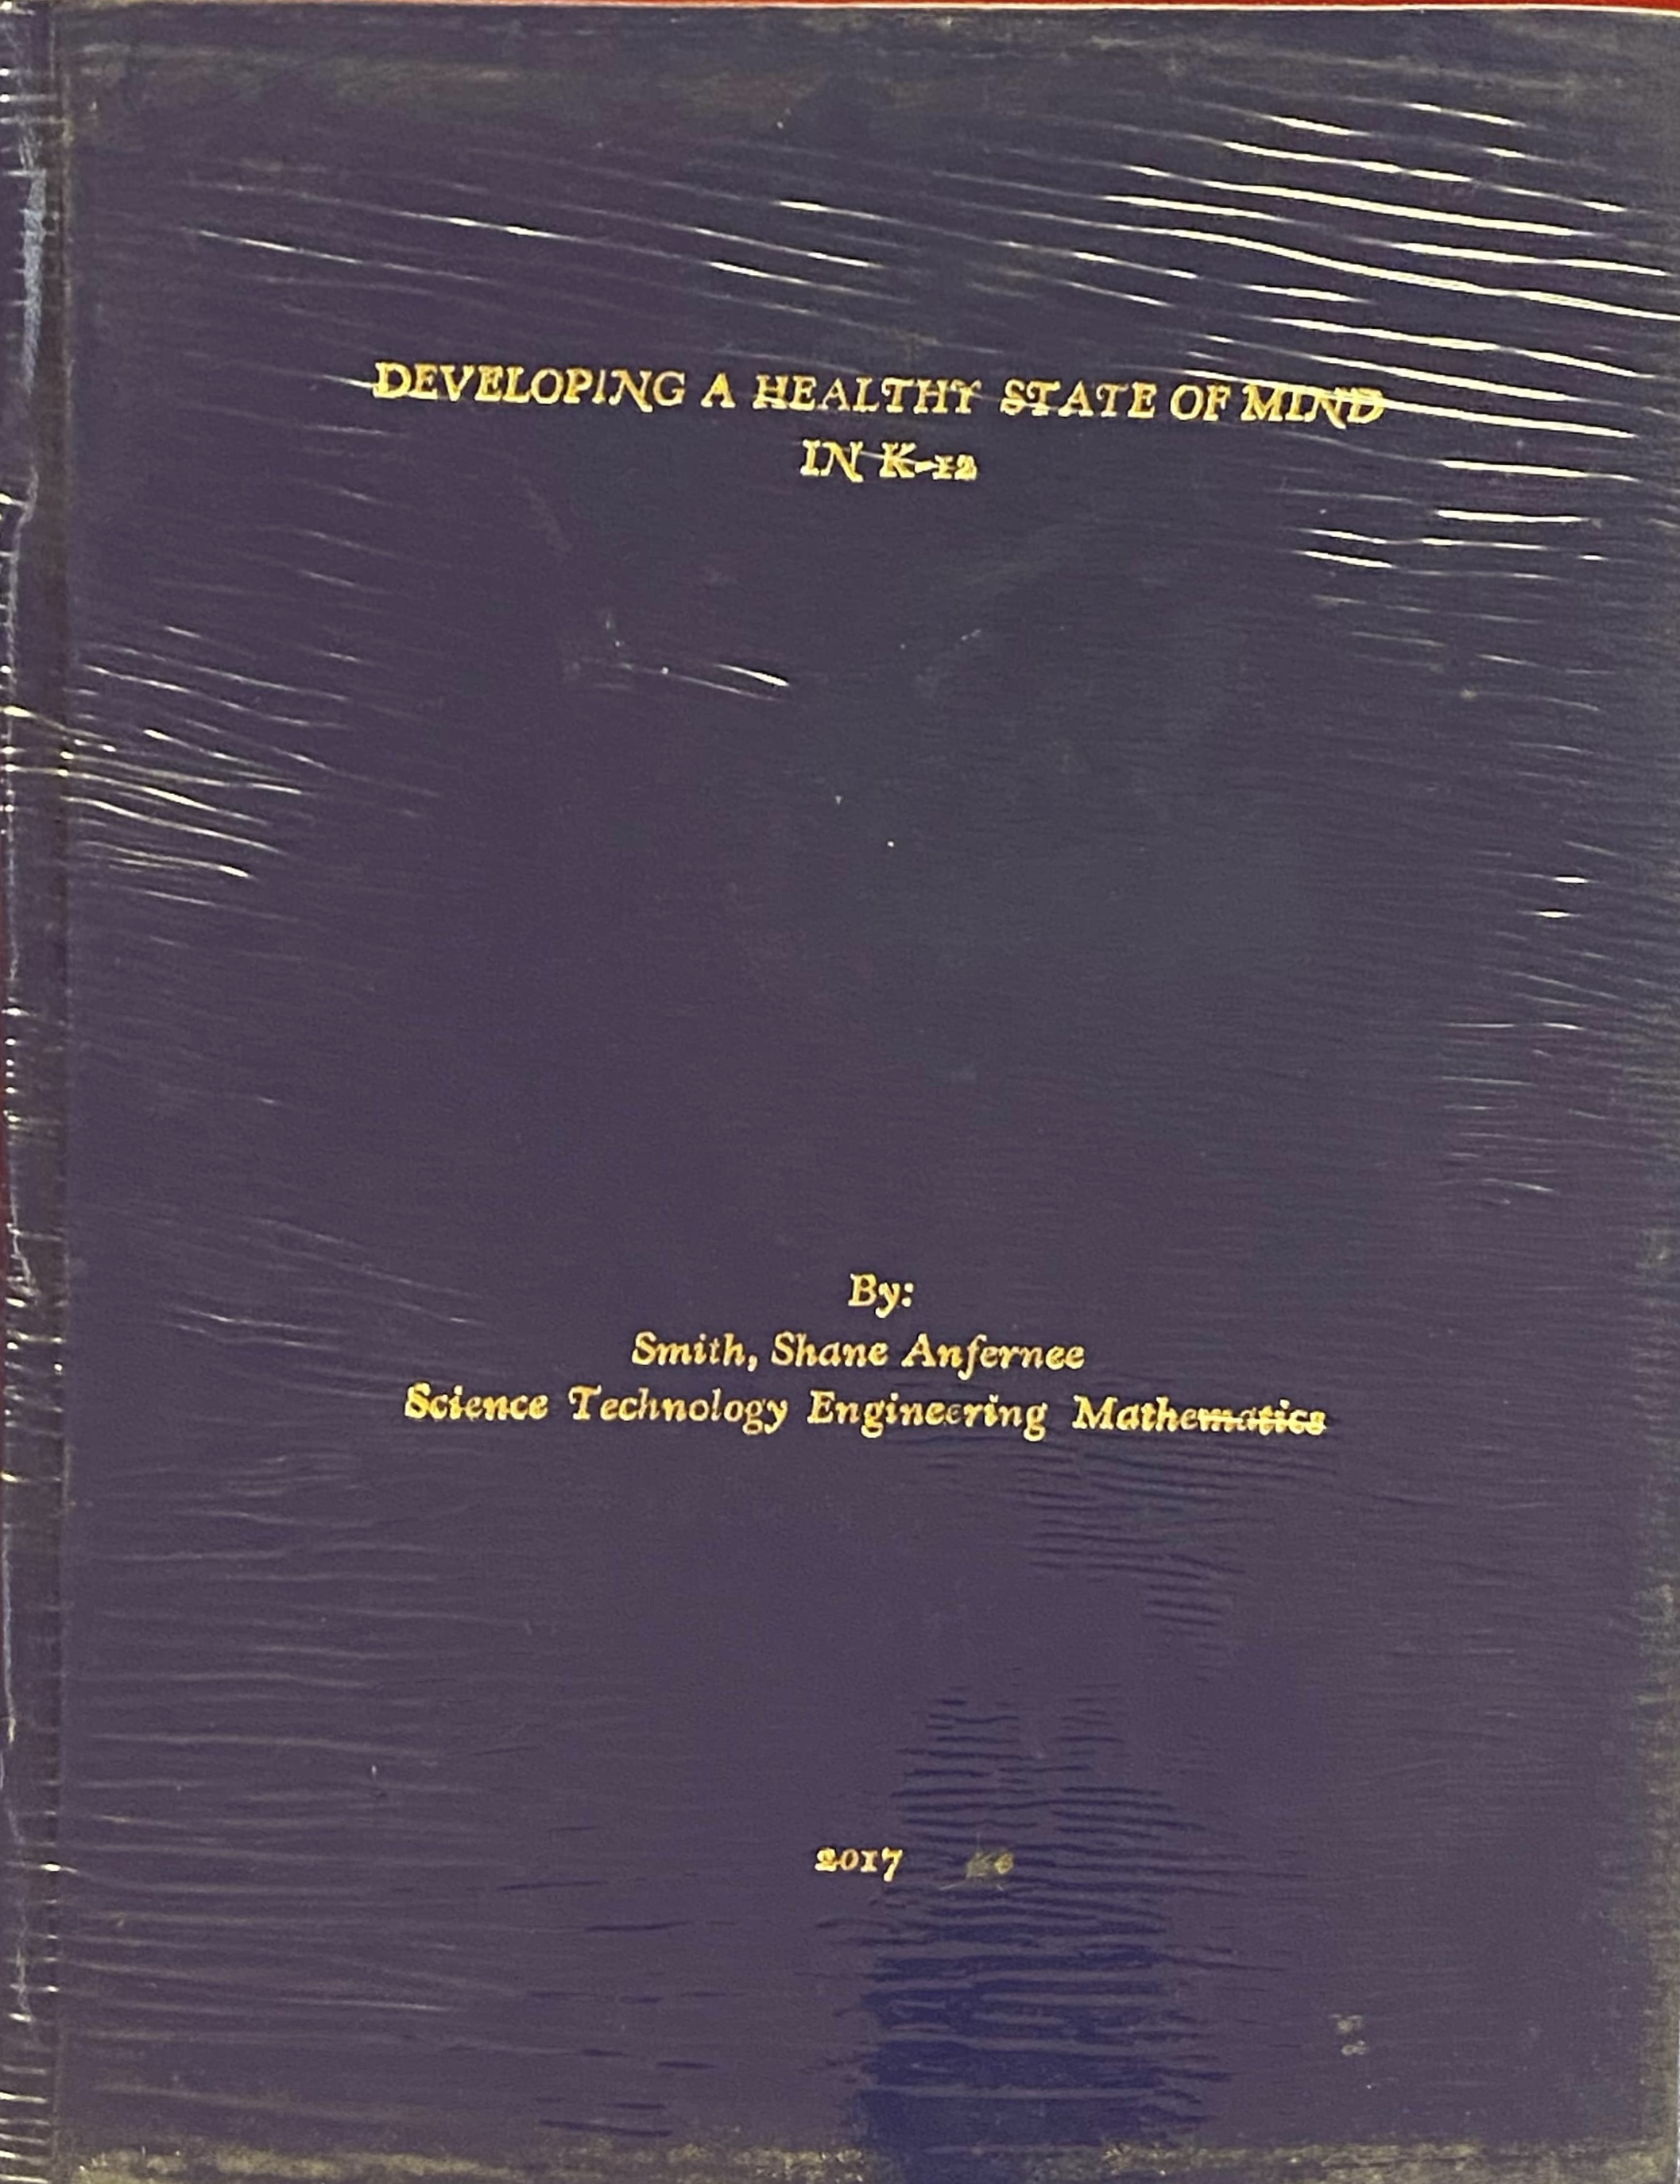 DEVELOPING A HEALTHY STATE OF MIND
IN K-12
By:
Smith, Shane Anfernee
Science Technology Engineering Mathematics
2017